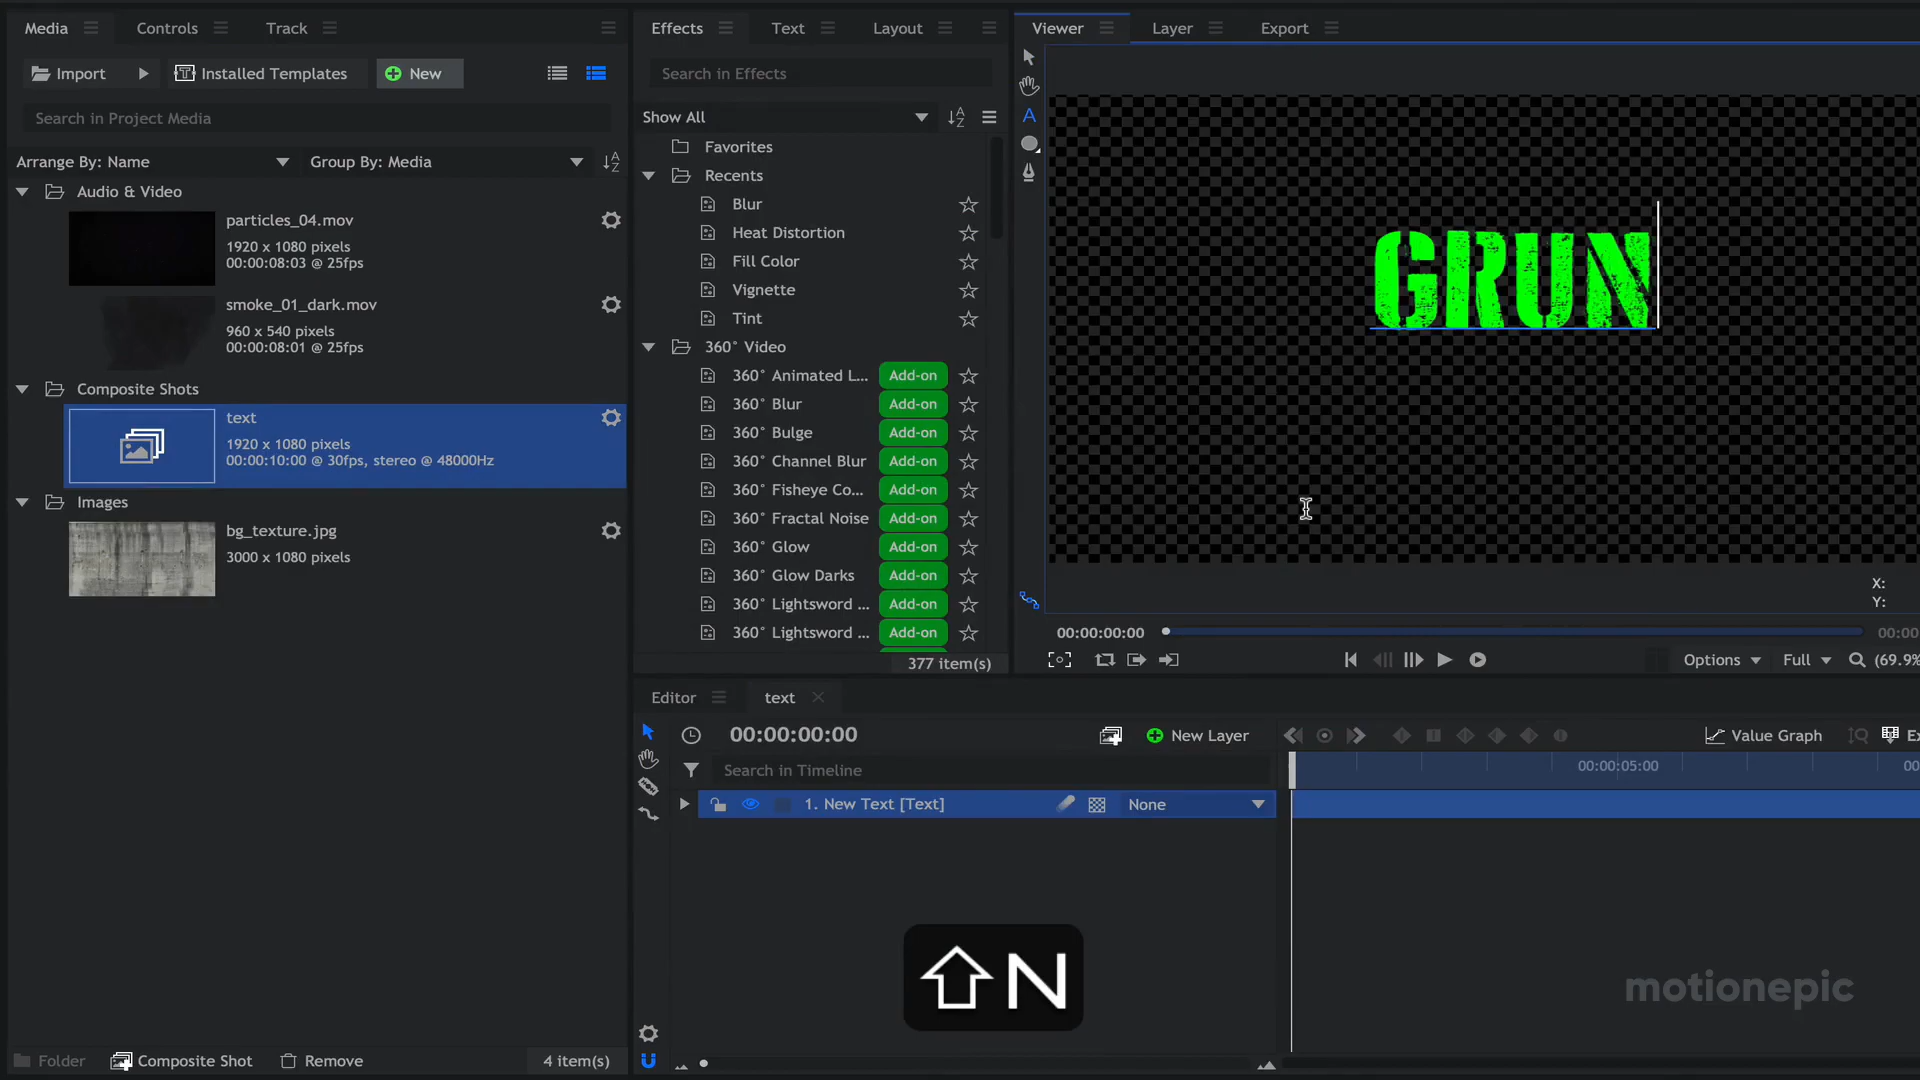 Media
Controls
Track
Import
Installed Templates
New
Search in Project Media
Arrange By: Name
Group By: Media
Audio & Video
particles_04.mov
1920 x 1080 pixels
00:00:08:03 @ 25fps
smoke_01_dark.mov
960 x 540 pixels
00:00:08:01 @ 25fps
Composite Shots
text
1920 x 1080 pixels
00:00:10:00 @ 30fps, stereo @ 48000Hz
Images
bg_texture.jpg
3000 x 1080 pixels
Folder
Composite Shot
Remove
4 item(s)
Effects
Text
Layout
Search in Effects
Show All
Favorites
Recents
Blur
Heat Distortion
Fill Color
Vignette
Tint
360° Video
360° Animated L... Add-on
360° Blur Add-on
360° Bulge Add-on
360° Channel Blur Add-on
360° Fisheye Co... Add-on
360° Fractal Noise Add-on
360° Glow Add-on
360° Glow Darks Add-on
360° Lightsword ... Add-on
360° Lightsword ... Add-on
377 item(s)
Viewer
Layer
Export
GRUN
X:
Y:
00:00:00:00
00:00
Options
Full
(69.9%
Editor
text
00:00:00:00
New Layer
Value Graph
Ex
Search in Timeline
00:00:05:00
00
1. New Text [Text]
None
N
motionepic